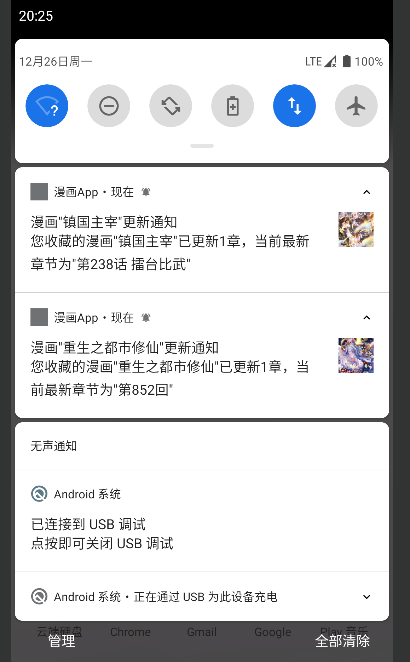 20:25
12月26日周一
LTE 100%
漫画App • 现在
漫画"镇国主宰"更新通知
您收藏的漫画"镇国主宰"已更新1章，当前最新
章节为"第238话 擂台比武"
漫画App • 现在
漫画"重生之都市修仙"更新通知
您收藏的漫画"重生之都市修仙"已更新1章，当
前最新章节为"第852回"
无声通知
Android 系统
已连接到 USB 调试
点按即可关闭 USB 调试
Android 系统 • 正在通过 USB 为此设备充电
云端硬盘 Chrome Gmail Google Play 音乐
管理 全部清除